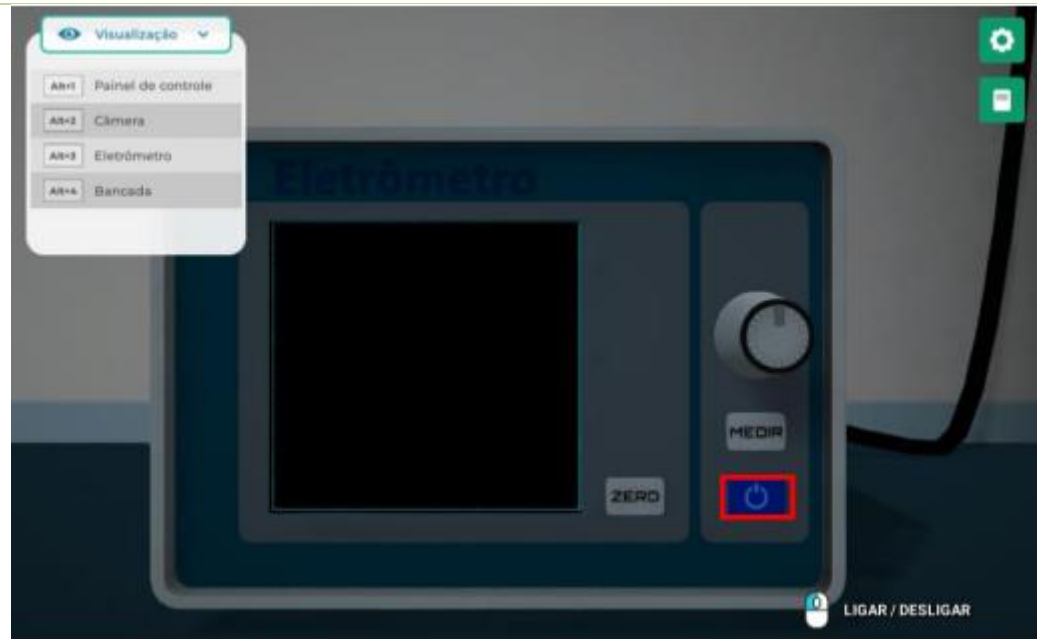 Visualização
Alt+1 Painel de controle
Alt+2 Câmera
Alt+3 Eletrômetro
Alt+4 Bancada
Eletrômetro
MEDIR
ZERO
LIGAR / DESLIGAR